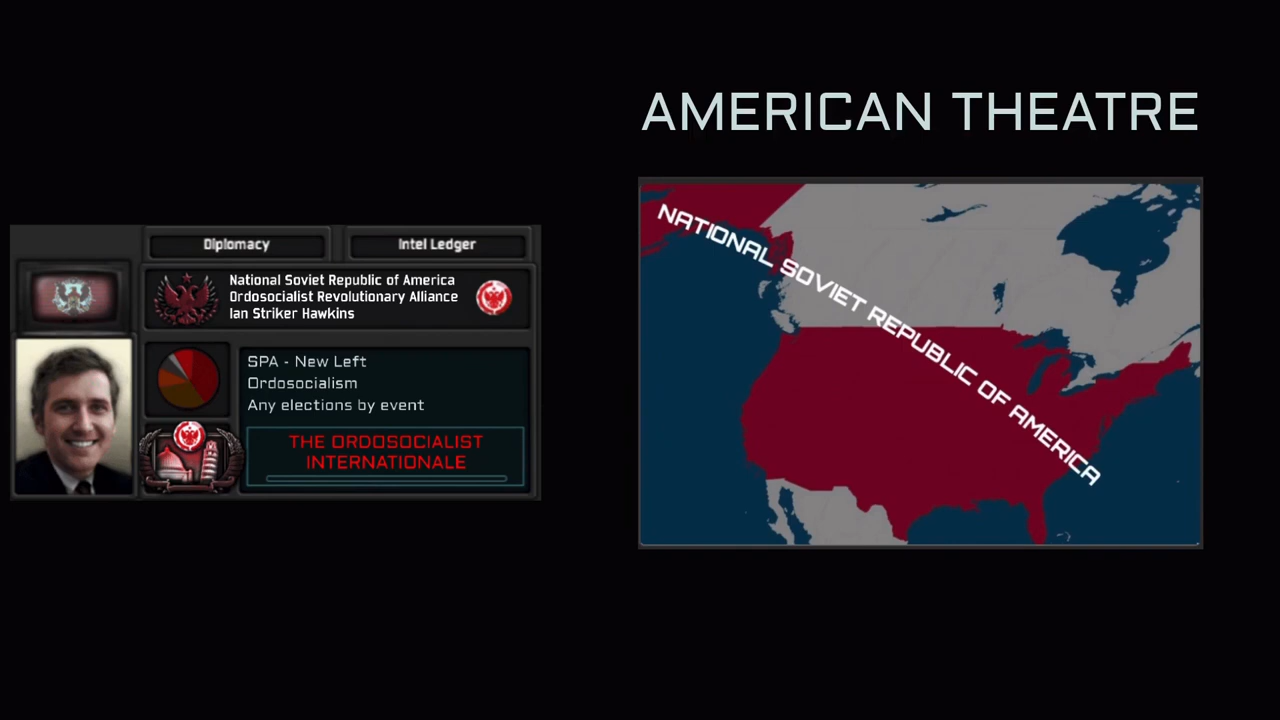 AMERICAN THEATRE
Diplomacy
Intel Ledger
National Soviet Republic of America
Ordosocialist Revolutionary Alliance
Ian Striker Hawkins
SPA - New Left
Ordosocialism
Any elections by event
THE ORDOSOCIALIST
INTERNATIONALE
NATIONAL SOVIET REPUBLIC OF AMERICA